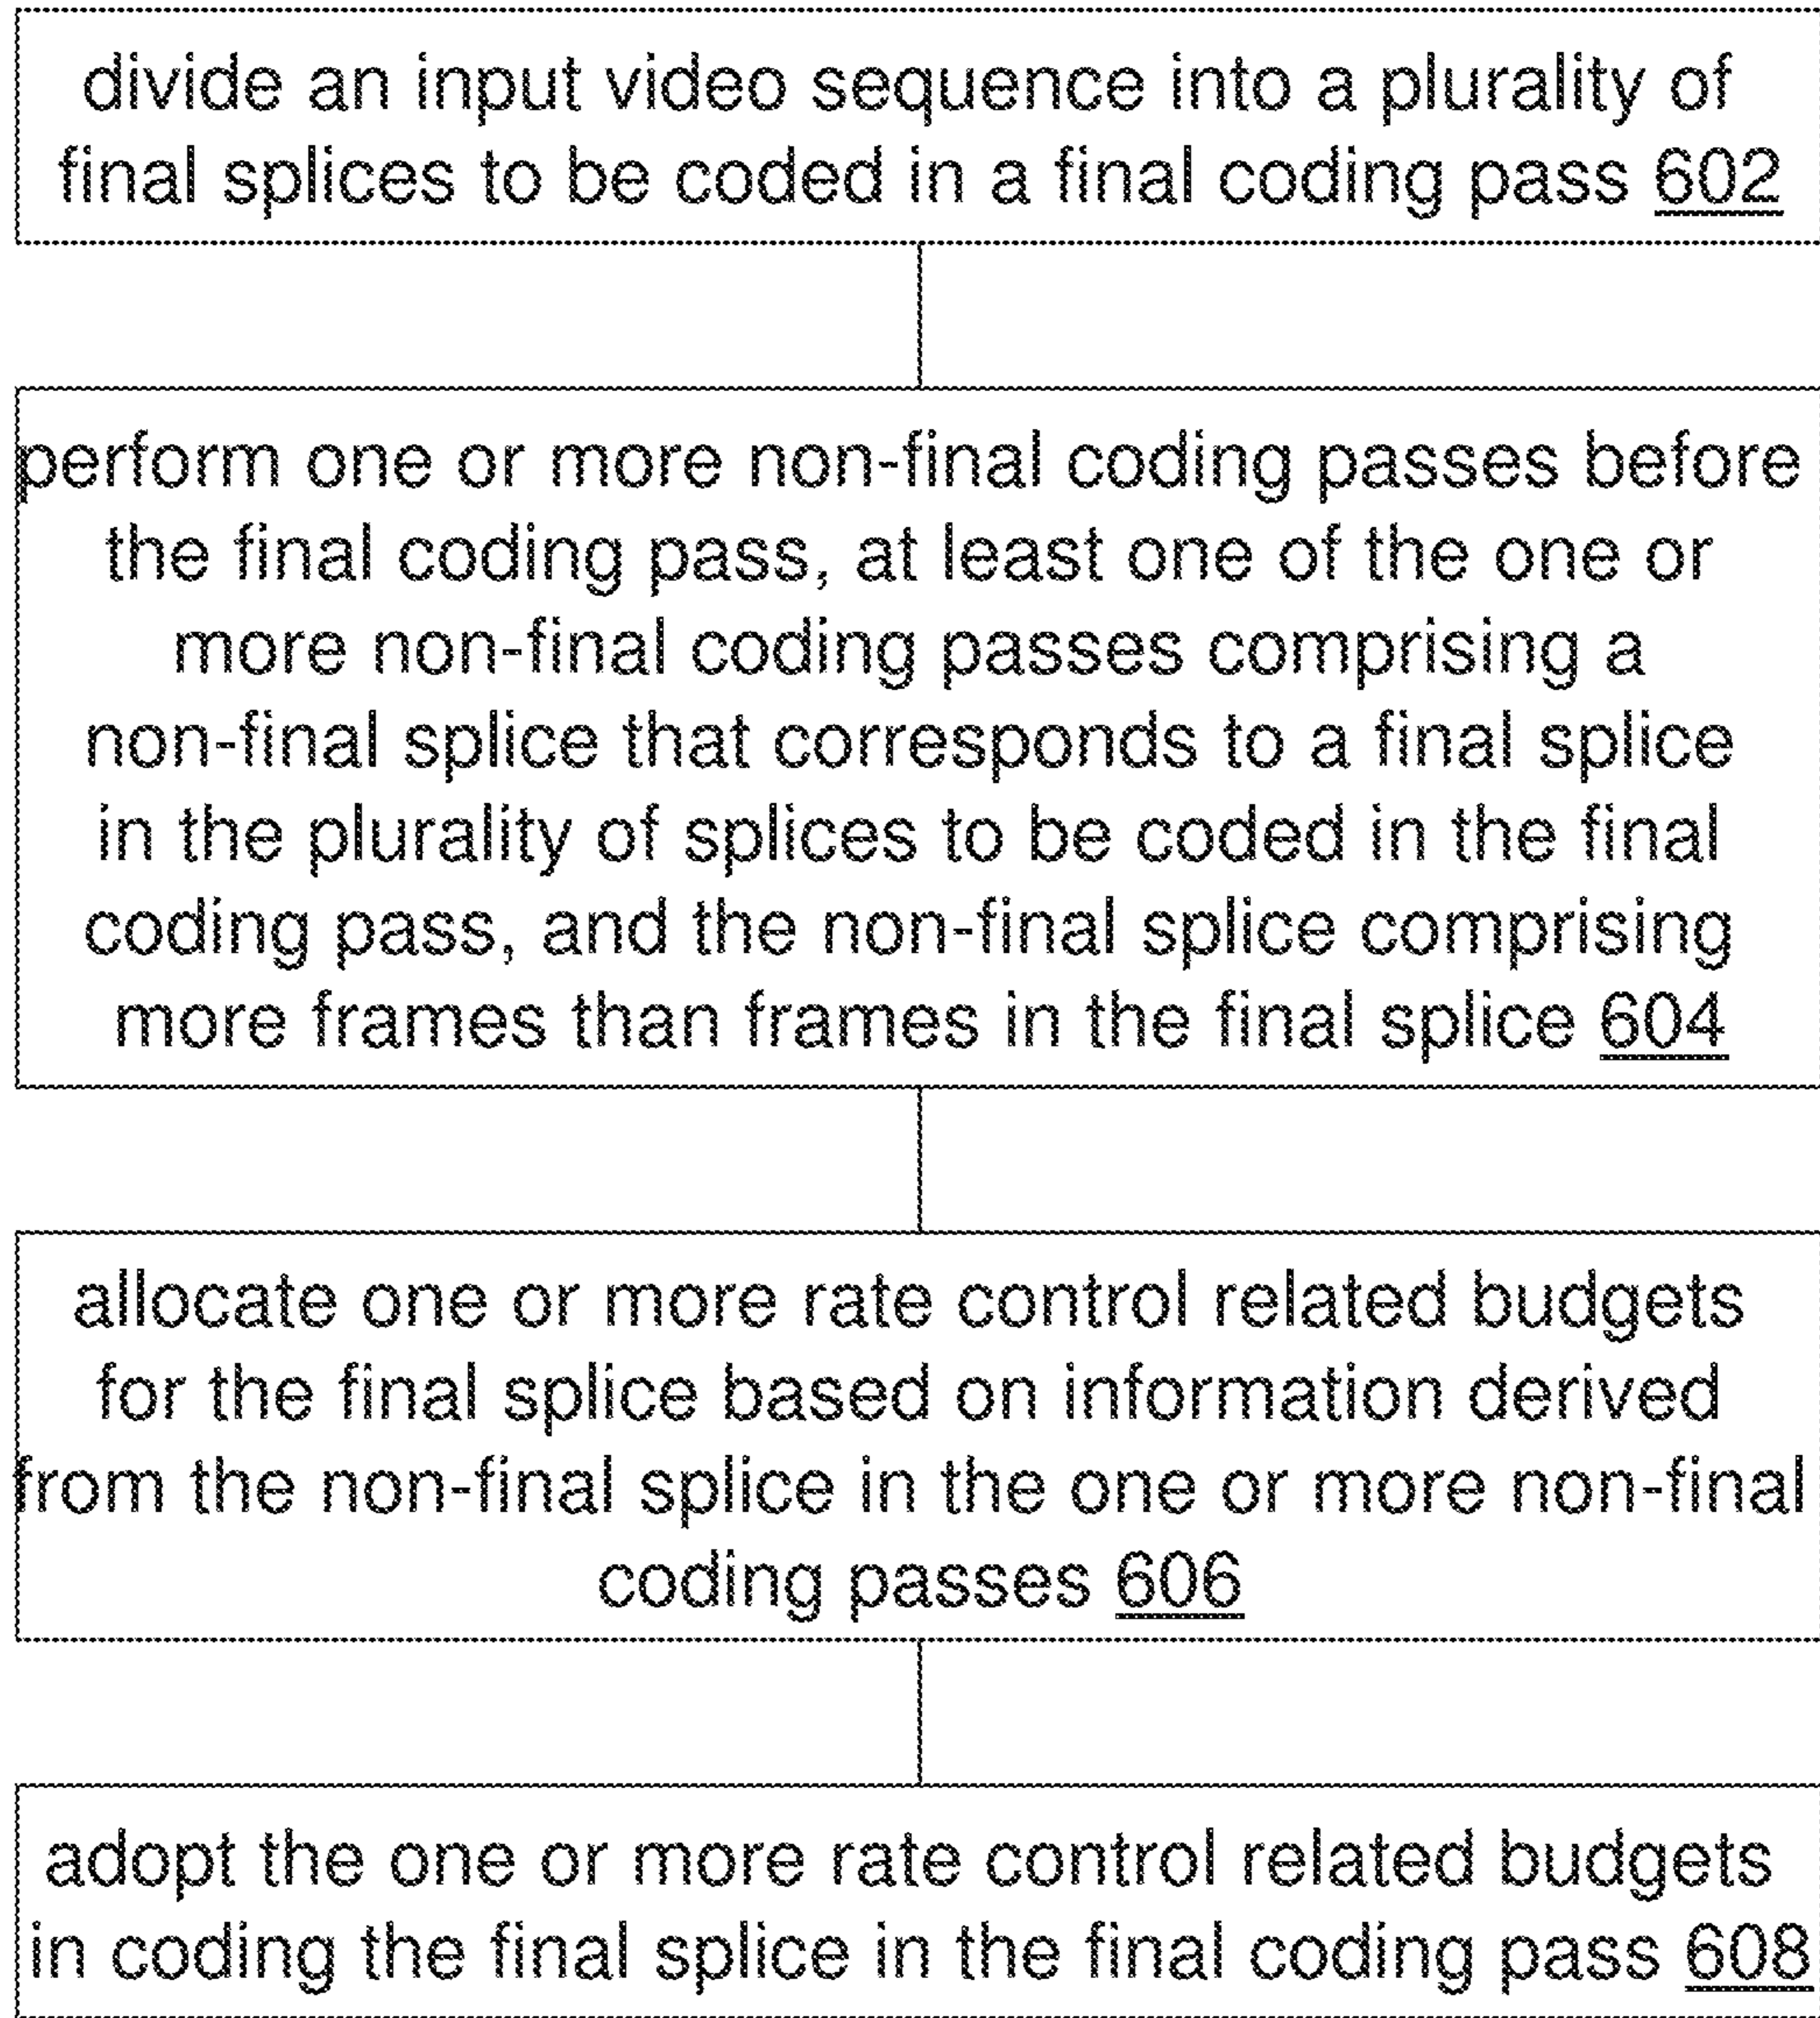 divide an input video sequence into a plurality of
final splices to be coded in a final coding pass 602
perform one or more non-final coding passes before
the final coding pass, at least one of the one or
more non-final coding passes comprising a
non-final splice that corresponds to a final splice
in the plurality of splices to be coded in the final
coding pass, and the non-final splice comprising
more frames than frames in the final splice 604
allocate one or more rate control related budgets
for the final splice based on information derived
from the non-final splice in the one or more non-final
coding passes 606
adopt the one or more rate control related budgets
in coding the final splice in the final coding pass 608